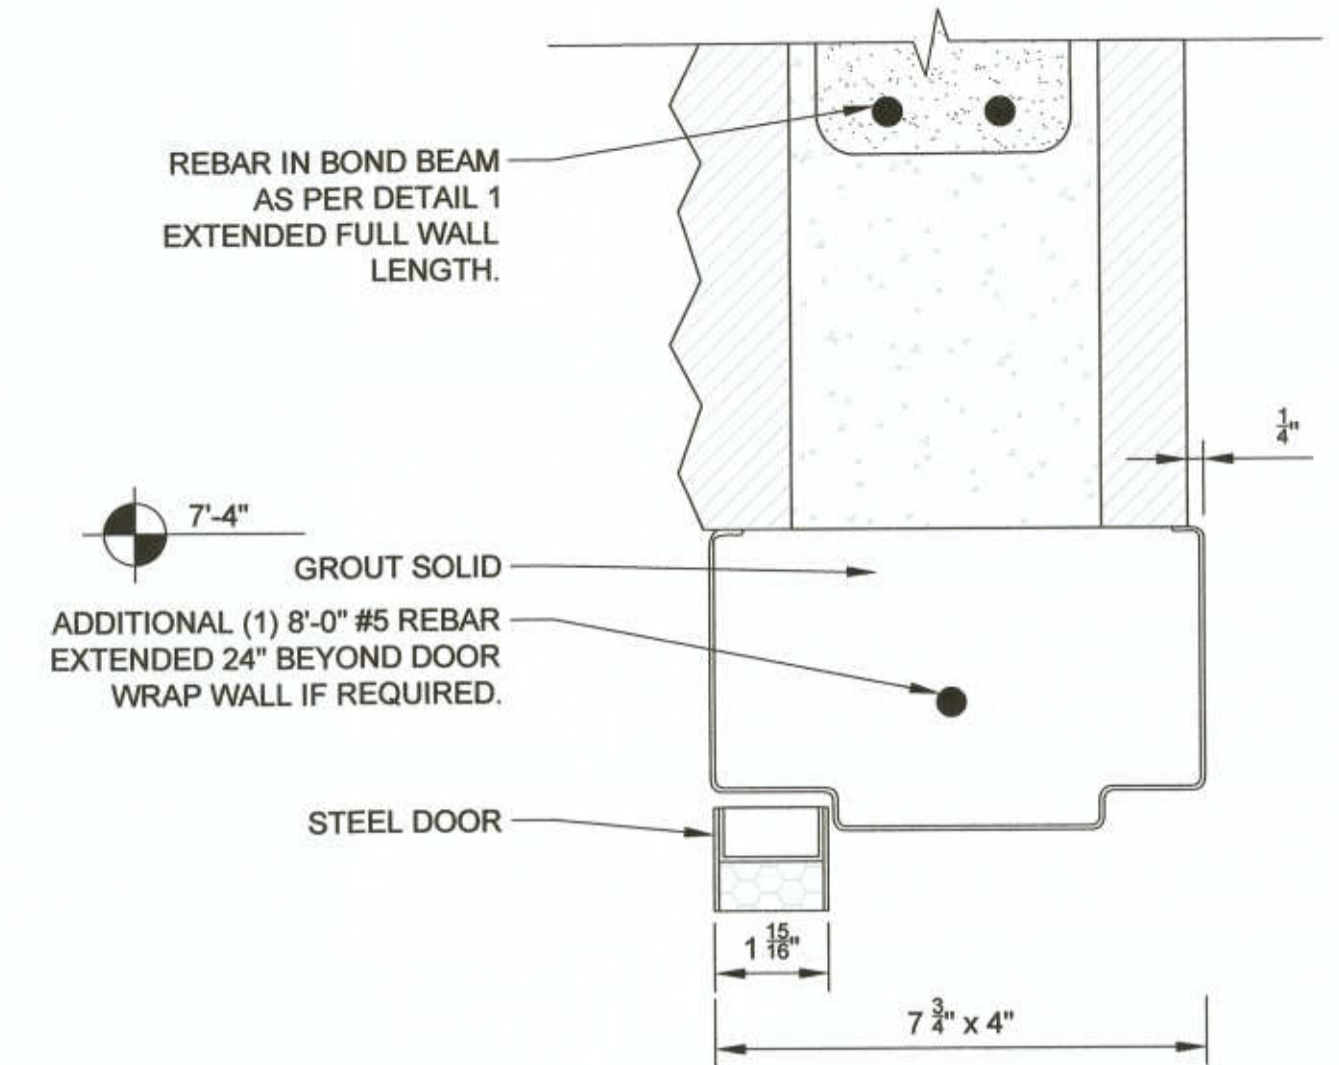 REBAR IN BOND BEAM
AS PER DETAIL 1
EXTENDED FULL WALL
LENGTH.
1/4"
7'-4"
GROUT SOLID
ADDITIONAL (1) 8'-0" #5 REBAR
EXTENDED 24" BEYOND DOOR
WRAP WALL IF REQUIRED.
STEEL DOOR
1 15/16"
7 3/4" x 4"